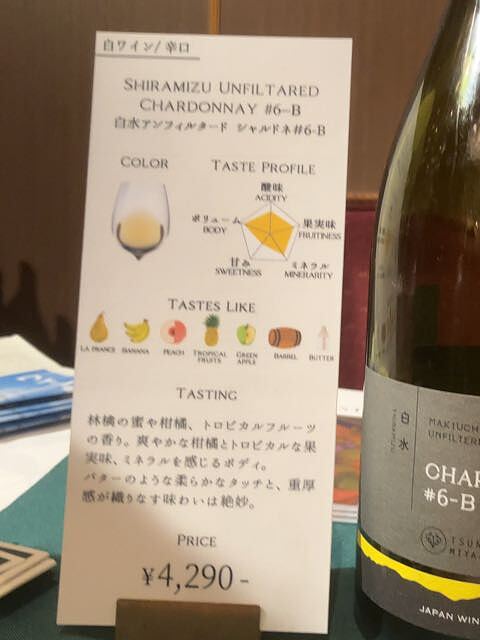 白ワイン/辛口
SHIRAMIZU UNFILTARED
CHARDONNAY #6-B
白水アンフィルタード シャルドネ#6-B
COLOR
TASTE PROFILE
酸味
ACIDITY
ボリューム
BODY
果実味
FRUITINESS
甘み
SWEETNESS
ミネラル
MINERARITY
TASTES LIKE
LA FRANCE
BANANA
PEACH
TROPICAL
FRUITS
GREEN
APPLE
BARREL
BUTTER
TASTING
林檎の蜜や柑橘、トロピカルフルーツ
の香り。爽やかな柑橘とトロピカルな果
実味、ミネラルを感じるボディ。
バターのような柔らかなタッチと、重厚
感が織りなす味わいは絶妙。
PRICE
¥4,290-
白水
MAKIUCH
UNFILTERE
CHAR
#6-B
TSUN
MIYA
JAPAN WIN